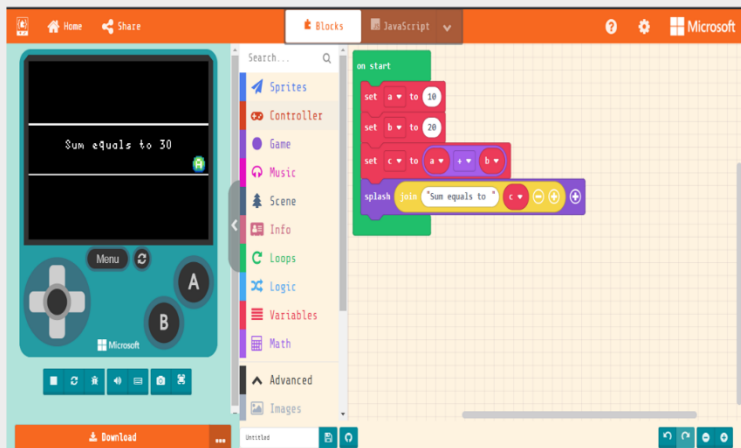 Home
Share
Blocks
JavaScript
Microsoft
Sum equals to 30
A
Menu
A
B
Microsoft
Download
...
Search...
Sprites
Controller
Game
Music
Scene
Info
Loops
Logic
Variables
Math
Advanced
Images
Untitled
on start
set a to 10
set b to 20
set c to a + b
splash join "Sum equals to " c